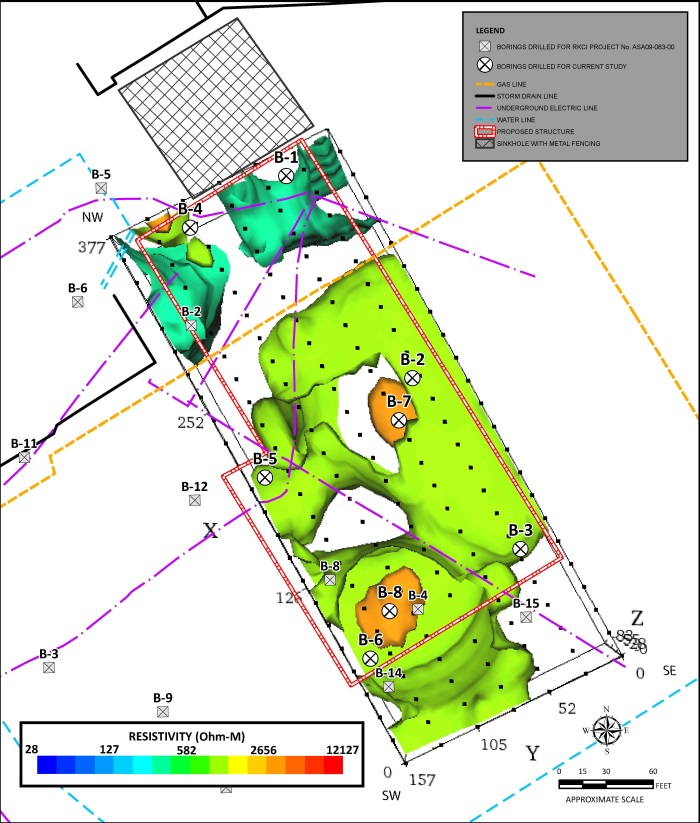 LEGEND
BORINGS DRILLED FOR RKCI PROJECT No. ASA09-083-00
BORINGS DRILLED FOR CURRENT STUDY
GAS LINE
STORM DRAIN LINE
UNDERGROUND ELECTRIC LINE
WATER LINE
PROPOSED STRUCTURE
SINKHOLE WITH METAL FENCING
B-1
B-5
B-4
NW
377
B-6
B-2
B-2
B-7
252
B-11
B-5
B-12
X
B-3
B-8
B-8
B-4
B-15
Z
B-6
0
SE
B-3
B-14
B-9
52
N
W E
S
105
Y
RESISTIVITY (Ohm-M)
28 127 582 2656 12127
0
157
SW
0 15 30 60
FEET
APPROXIMATE SCALE